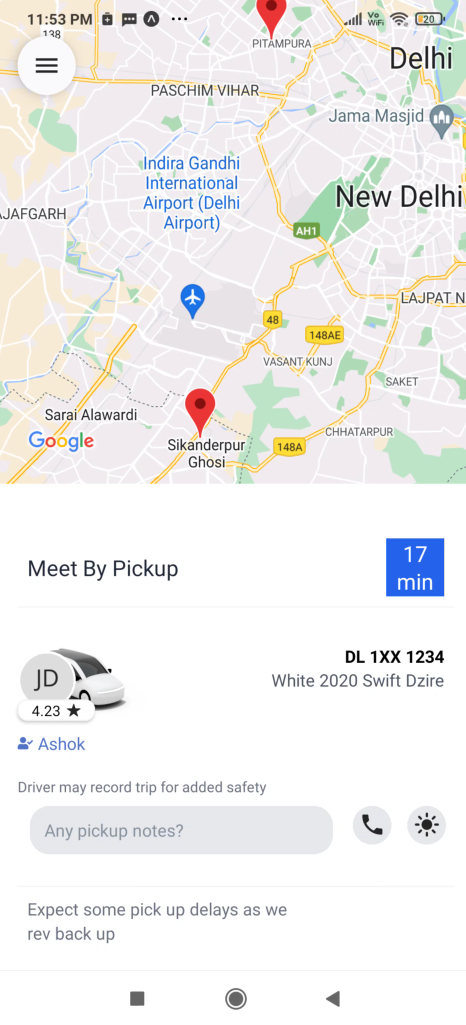 11:53 PM
Vo
WiFi
20
138
PITAMPURA
Delhi
PASCHIM VIHAR
Jama Masjid
Indira Gandhi
International
Airport (Delhi
Airport)
New Delhi
JAFGARH
AH1
LAJPAT N
48
148AE
VASANT KUNJ
SAKET
Sarai Alawardi
CHHATARPUR
Google
Sikanderpur
Ghosi
148A
Meet By Pickup
17
min
JD
4.23 ★
DL 1XX 1234
White 2020 Swift Dzire
Ashok
Driver may record trip for added safety
Any pickup notes?
Expect some pick up delays as we
rev back up